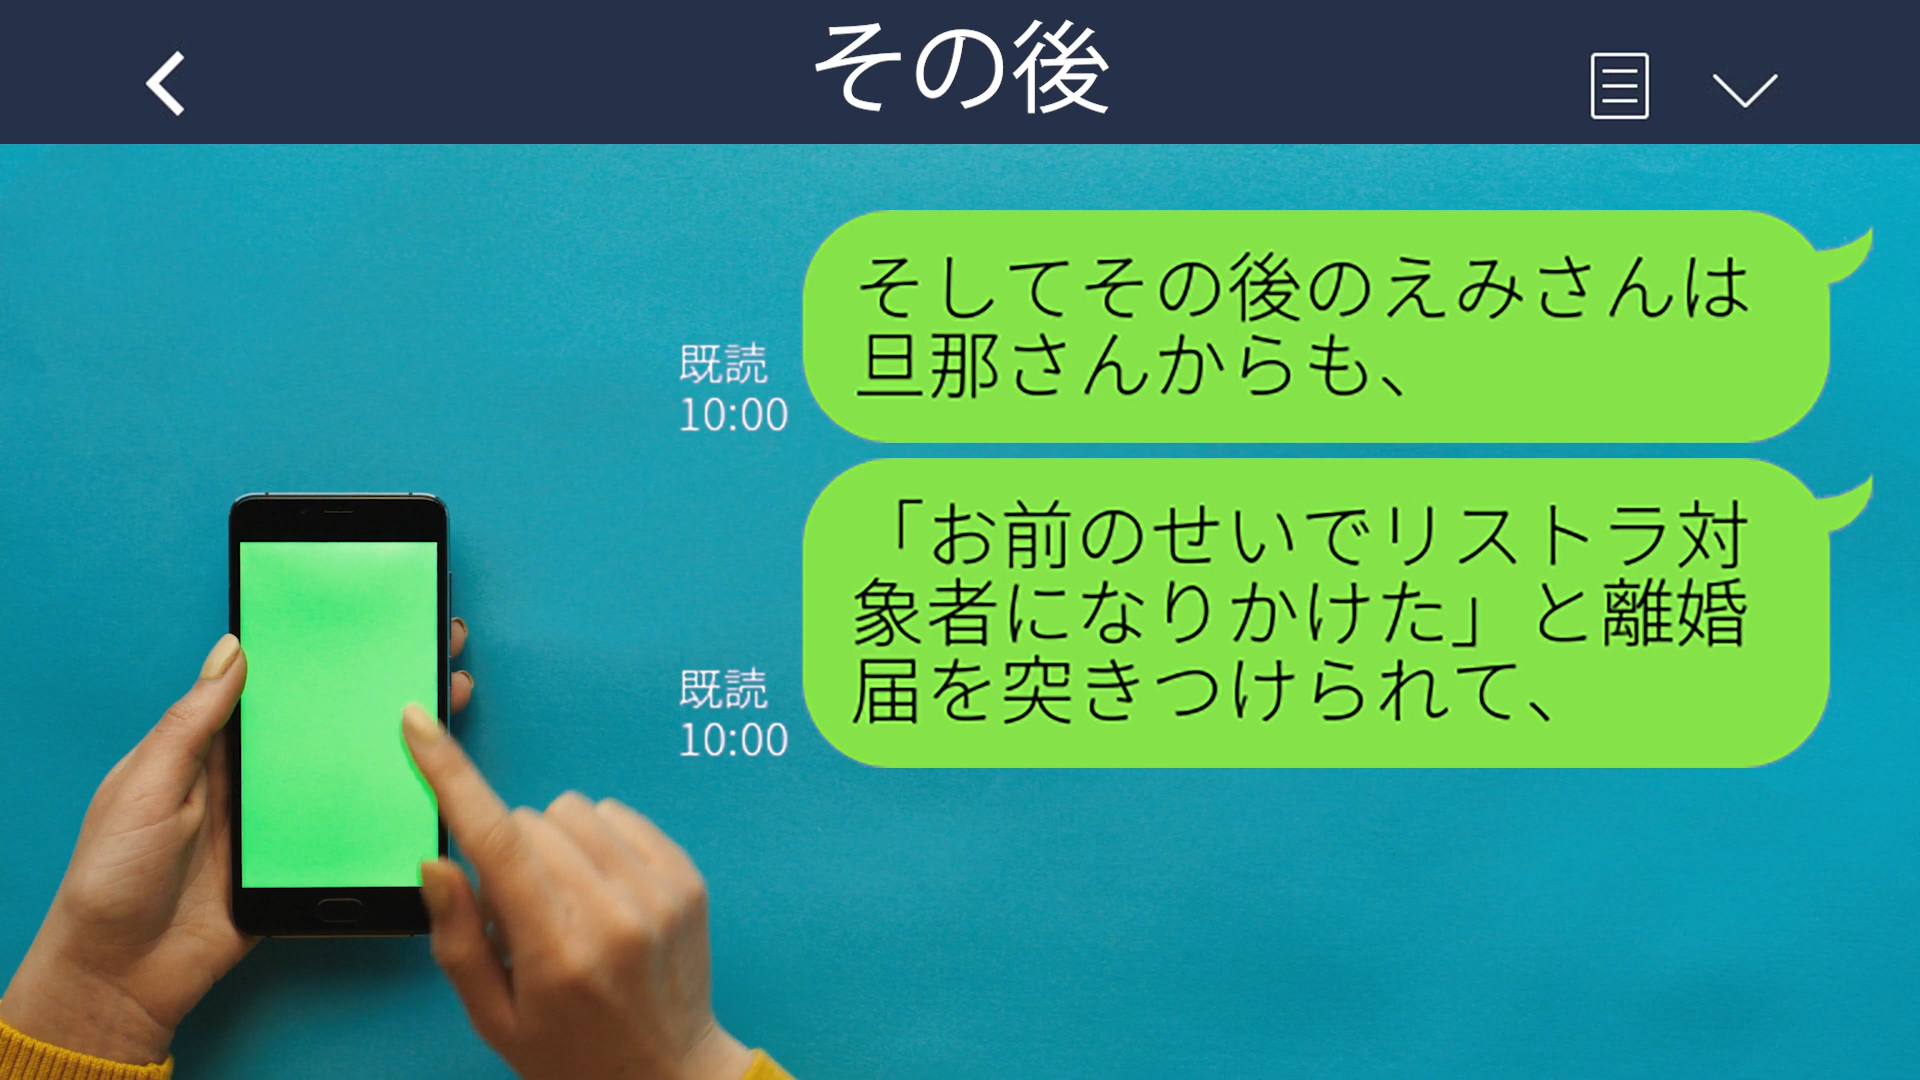 その後
そしてその後のえみさんは
旦那さんからも、
既読
10:00
「お前のせいでリストラ対
象者になりかけた」と離婚
届を突きつけられて、
既読
10:00